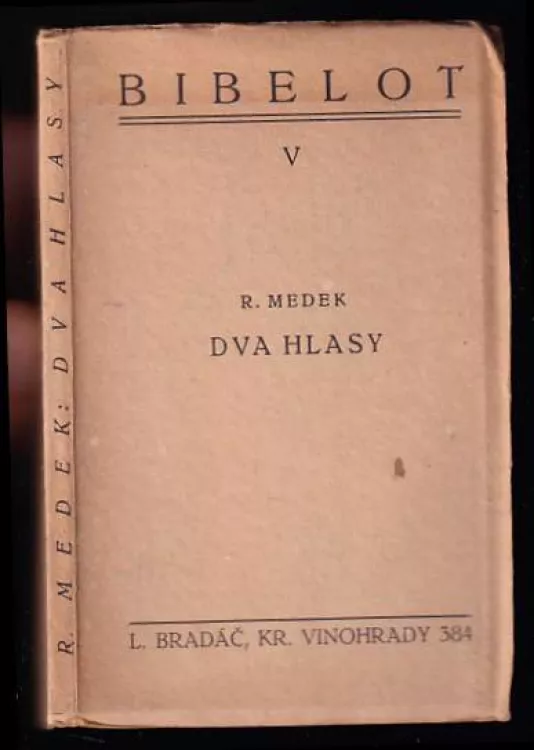 BIBELOT
V
R. MEDEK
DVA HLASY
L. BRADÁČ, KR. VINOHRADY 384
R. MEDEK: DVA HLASY